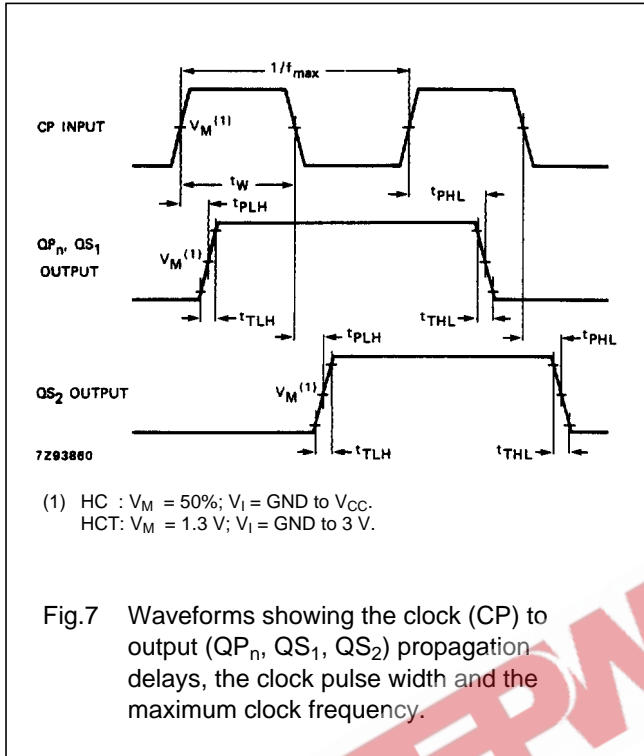 1/fmax
CP INPUT
VM(1)
tW
tPLH
tPHL
QPn, QS1
OUTPUT
VM(1)
tTLH
tTHL
tPLH
tPHL
QS2 OUTPUT
VM(1)
tTLH
tTHL
7Z93860
(1) HC : VM = 50%; VI = GND to VCC.
HCT: VM = 1.3 V; VI = GND to 3 V.
Fig.7 Waveforms showing the clock (CP) to
output (QPn, QS1, QS2) propagation
delays, the clock pulse width and the
maximum clock frequency.